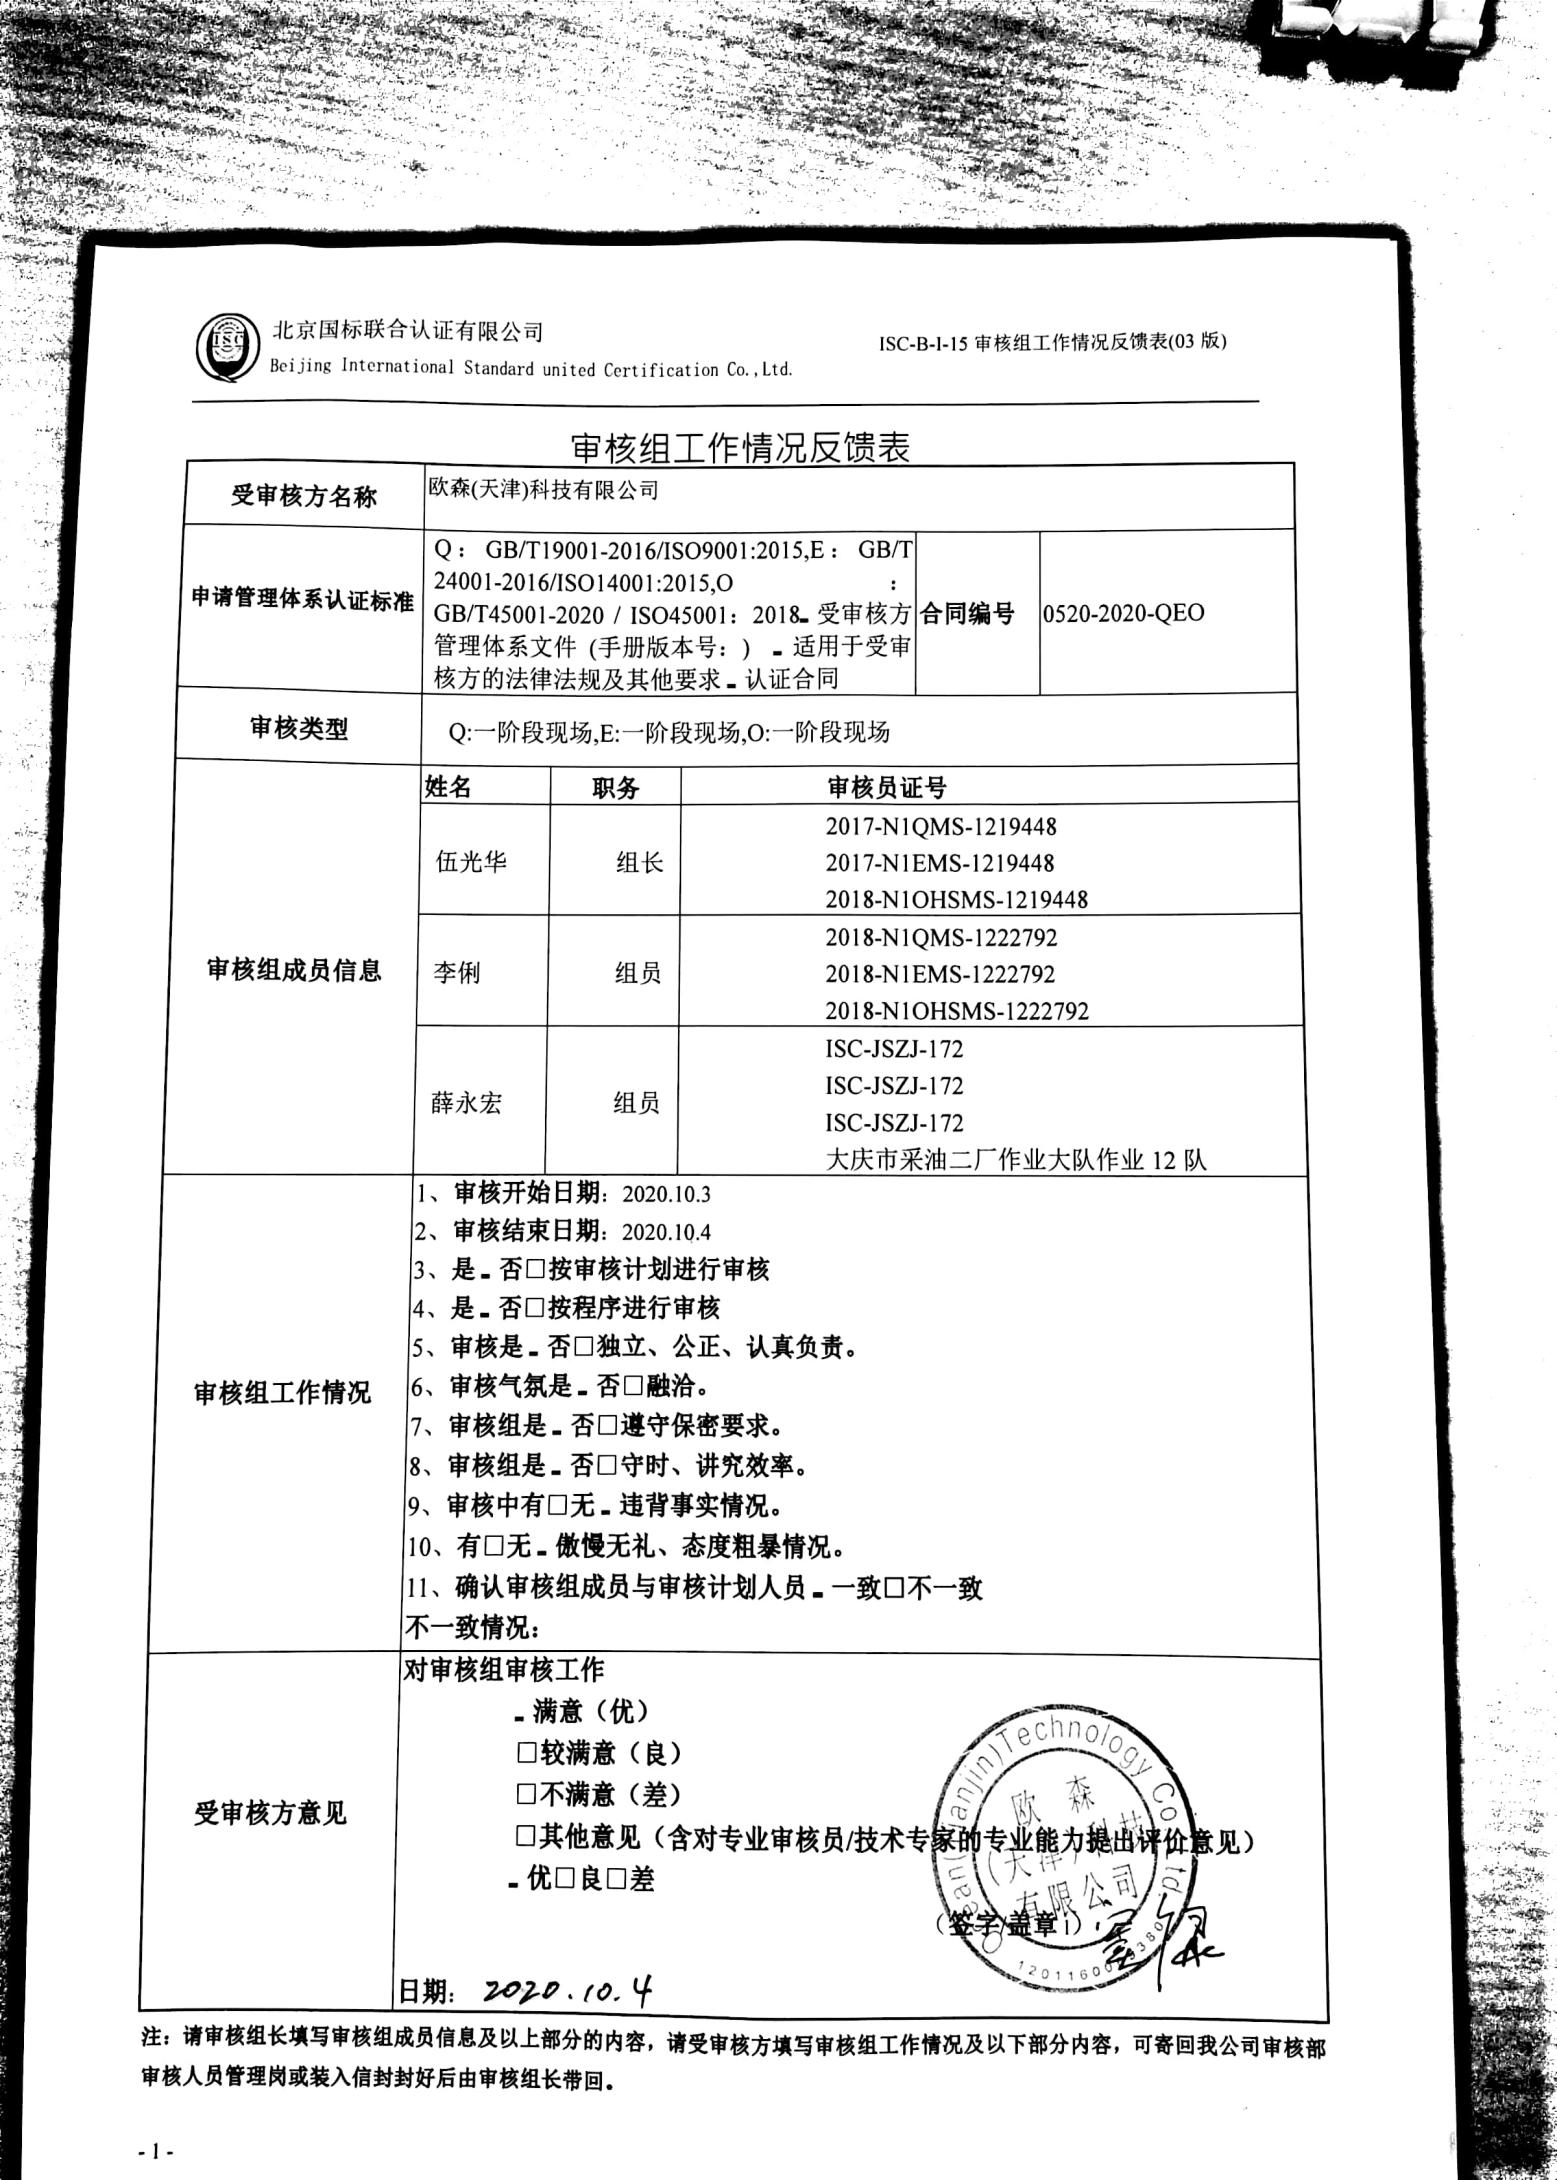 ISC
北京国标联合认证有限公司
Beijing International Standard united Certification Co.,Ltd.
ISC-B-I-15 审核组工作情况反馈表(03 版)
审核组工作情况反馈表
受审核方名称
欧森(天津)科技有限公司
申请管理体系认证标准
Q： GB/T19001-2016/ISO9001:2015,E： GB/T
24001-2016/ISO14001:2015,O ：
GB/T45001-2020 / ISO45001：2018 受审核方
管理体系文件 (手册版本号：) 适用于受审
核方的法律法规及其他要求 认证合同
合同编号
0520-2020-QEO
审核类型
Q:一阶段现场,E:一阶段现场,O:一阶段现场
审核组成员信息
姓名 职务 审核员证号
伍光华 组长
2017-N1QMS-1219448
2017-N1EMS-1219448
2018-N1OHSMS-1219448
李俐 组员
2018-N1QMS-1222792
2018-N1EMS-1222792
2018-N1OHSMS-1222792
薛永宏 组员
ISC-JSZJ-172
ISC-JSZJ-172
ISC-JSZJ-172
大庆市采油二厂作业大队作业 12 队
审核组工作情况
1、审核开始日期：2020.10.3
2、审核结束日期：2020.10.4
3、是 否□按审核计划进行审核
4、是 否□按程序进行审核
5、审核是 否□独立、公正、认真负责。
6、审核气氛是 否□融洽。
7、审核组是 否□遵守保密要求。
8、审核组是 否□守时、讲究效率。
9、审核中有□无 违背事实情况。
10、有□无 傲慢无礼、态度粗暴情况。
11、确认审核组成员与审核计划人员 一致□不一致
不一致情况：
受审核方意见
对审核组审核工作
满意（优）
□较满意（良）
□不满意（差）
□其他意见（含对专业审核员/技术专家的专业能力提出评价意见）
优□良□差
(Tianjin)Technology Co.,Ltd.
欧森
（天津）科技
有限公司
（签字/盖章）
日期：2020.10.4
注：请审核组长填写审核组成员信息及以上部分的内容，请受审核方填写审核组工作情况及以下部分内容，可寄回我公司审核部
审核人员管理岗或装入信封封好后由审核组长带回。
- 1 -